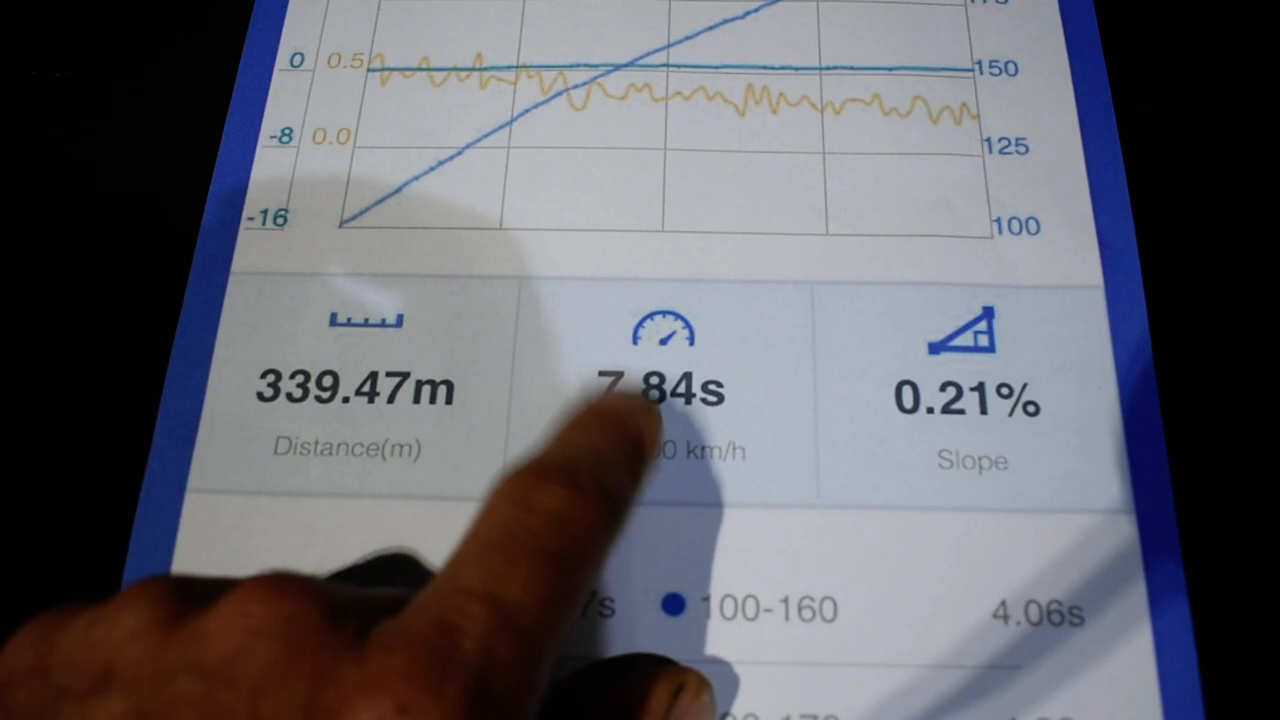 0 0.5 150
-8 0.0 125
-16 100
339.47m 7.84s 0.21%
Distance(m) km/h Slope
100-160 4.06s